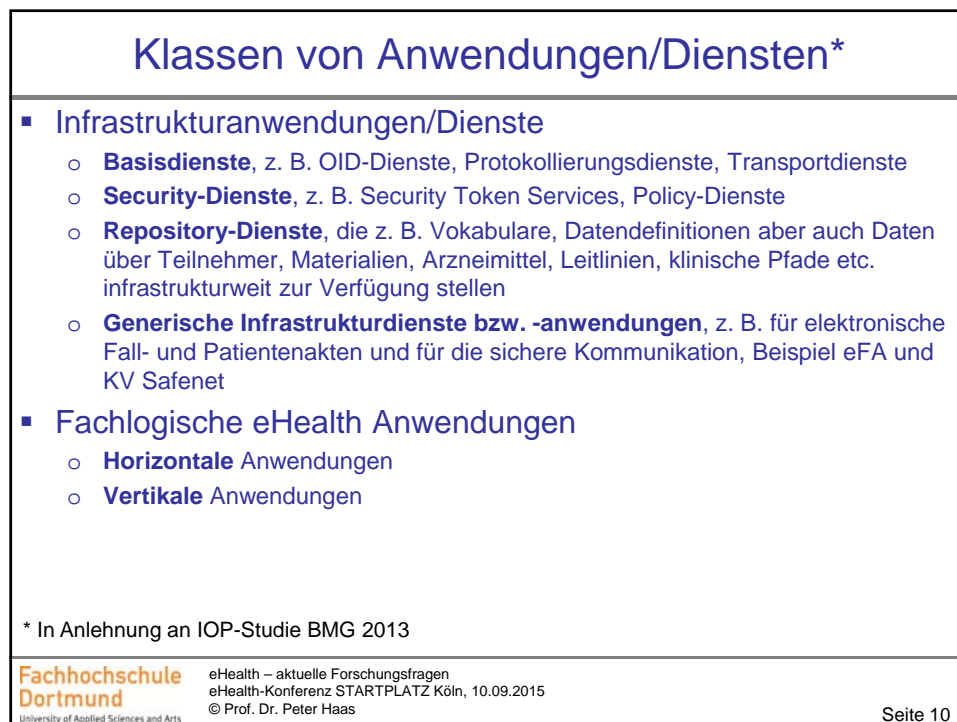 Klassen von Anwendungen/Diensten*
▪ Infrastrukturanwendungen/Dienste
o Basisdienste, z. B. OID-Dienste, Protokollierungsdienste, Transportdienste
o Security-Dienste, z. B. Security Token Services, Policy-Dienste
o Repository-Dienste, die z. B. Vokabulare, Datendefinitionen aber auch Daten
über Teilnehmer, Materialien, Arzneimittel, Leitlinien, klinische Pfade etc.
infrastrukturweit zur Verfügung stellen
o Generische Infrastrukturdienste bzw. -anwendungen, z. B. für elektronische
Fall- und Patientenakten und für die sichere Kommunikation, Beispiel eFA und
KV Safenet
▪ Fachlogische eHealth Anwendungen
o Horizontale Anwendungen
o Vertikale Anwendungen
* In Anlehnung an IOP-Studie BMG 2013
Fachhochschule
Dortmund
University of Applied Sciences and Arts
eHealth – aktuelle Forschungsfragen
eHealth-Konferenz STARTPLATZ Köln, 10.09.2015
© Prof. Dr. Peter Haas
Seite 10